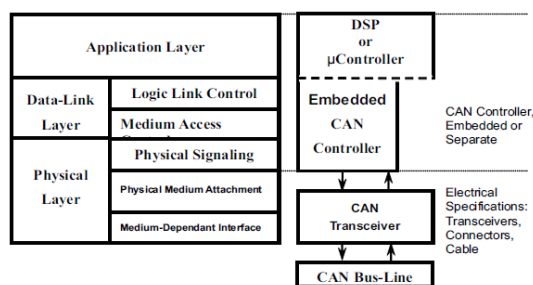 Application Layer
Data-Link
Layer
Logic Link Control
Medium Access
Physical
Layer
Physical Signaling
Physical Medium Attachment
Medium-Dependant Interface
DSP
or
µController
Embedded
CAN
Controller
CAN
Transceiver
CAN Bus-Line
CAN Controller,
Embedded or
Separate
Electrical
Specifications:
Transceivers,
Connectors,
Cable